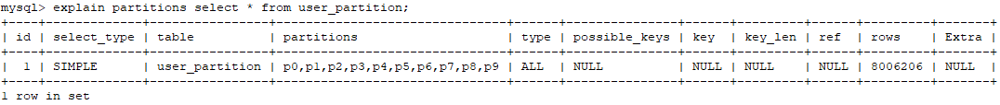 mysql> explain partitions select * from user_partition;
+----+-------------+----------------+-------------------------------+------+---------------+------+---------+------+---------+-------+
| id | select_type | table          | partitions                    | type | possible_keys | key  | key_len | ref  | rows    | Extra |
+----+-------------+----------------+-------------------------------+------+---------------+------+---------+------+---------+-------+
|  1 | SIMPLE      | user_partition | p0,p1,p2,p3,p4,p5,p6,p7,p8,p9 | ALL  | NULL          | NULL | NULL    | NULL | 8006206 | NULL  |
+----+-------------+----------------+-------------------------------+------+---------------+------+---------+------+---------+-------+
1 row in set